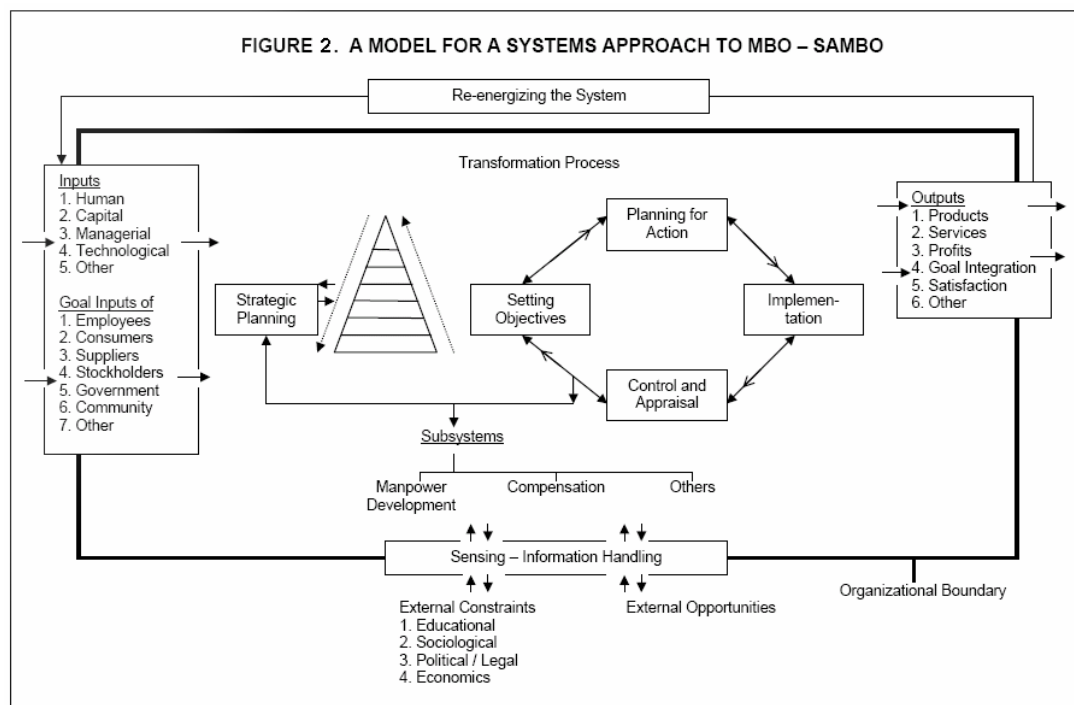 FIGURE 2. A MODEL FOR A SYSTEMS APPROACH TO MBO – SAMBO
Re-energizing the System
Transformation Process
Inputs
1. Human
2. Capital
3. Managerial
4. Technological
5. Other
Goal Inputs of
1. Employees
2. Consumers
3. Suppliers
4. Stockholders
5. Government
6. Community
7. Other
Strategic
Planning
Planning for
Action
Setting
Objectives
Implemen-
tation
Control and
Appraisal
Outputs
1. Products
2. Services
3. Profits
4. Goal Integration
5. Satisfaction
6. Other
Subsystems
Manpower
Development
Compensation
Others
Sensing – Information Handling
Organizational Boundary
External Constraints
1. Educational
2. Sociological
3. Political / Legal
4. Economics
External Opportunities